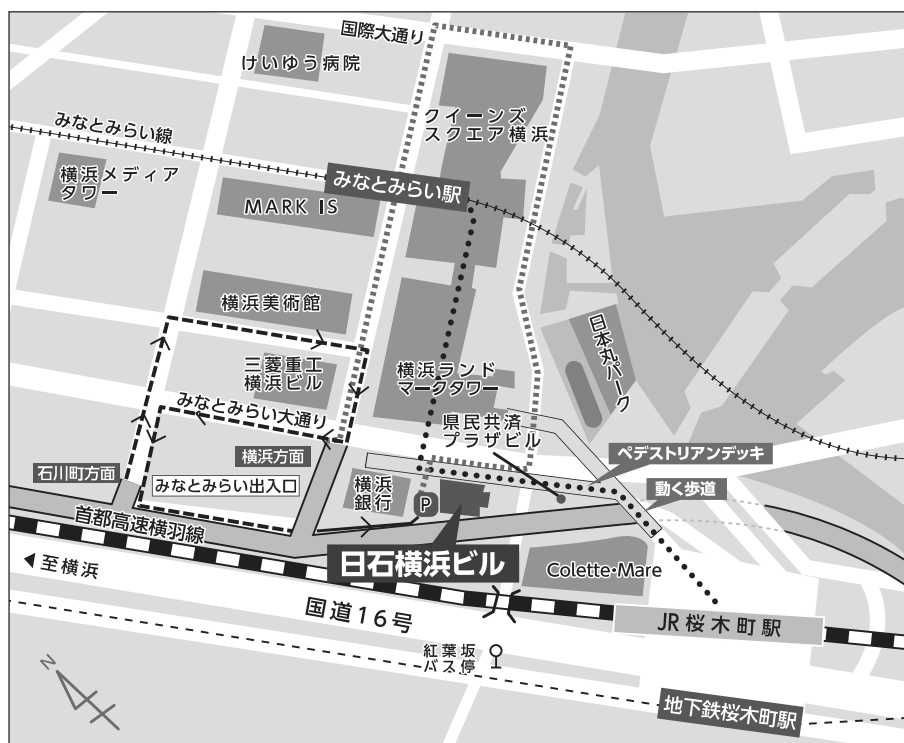 国際大通り
けいゆう病院
クイーンズ
スクエア横浜
みなとみらい線
横浜メディア
タワー
みなとみらい駅
MARK IS
横浜美術館
日本丸パーク
三菱重工
横浜ビル
横浜ランド
マークタワー
みなとみらい大通り
県民共済
プラザビル
ペデストリアンデッキ
横浜方面
石川町方面
みなとみらい出入口
動く歩道
横浜
銀行
P
首都高速横羽線
日石横浜ビル
Colette・Mare
至横浜
国道16号
JR桜木町駅
紅葉坂
バス停
N
地下鉄桜木町駅